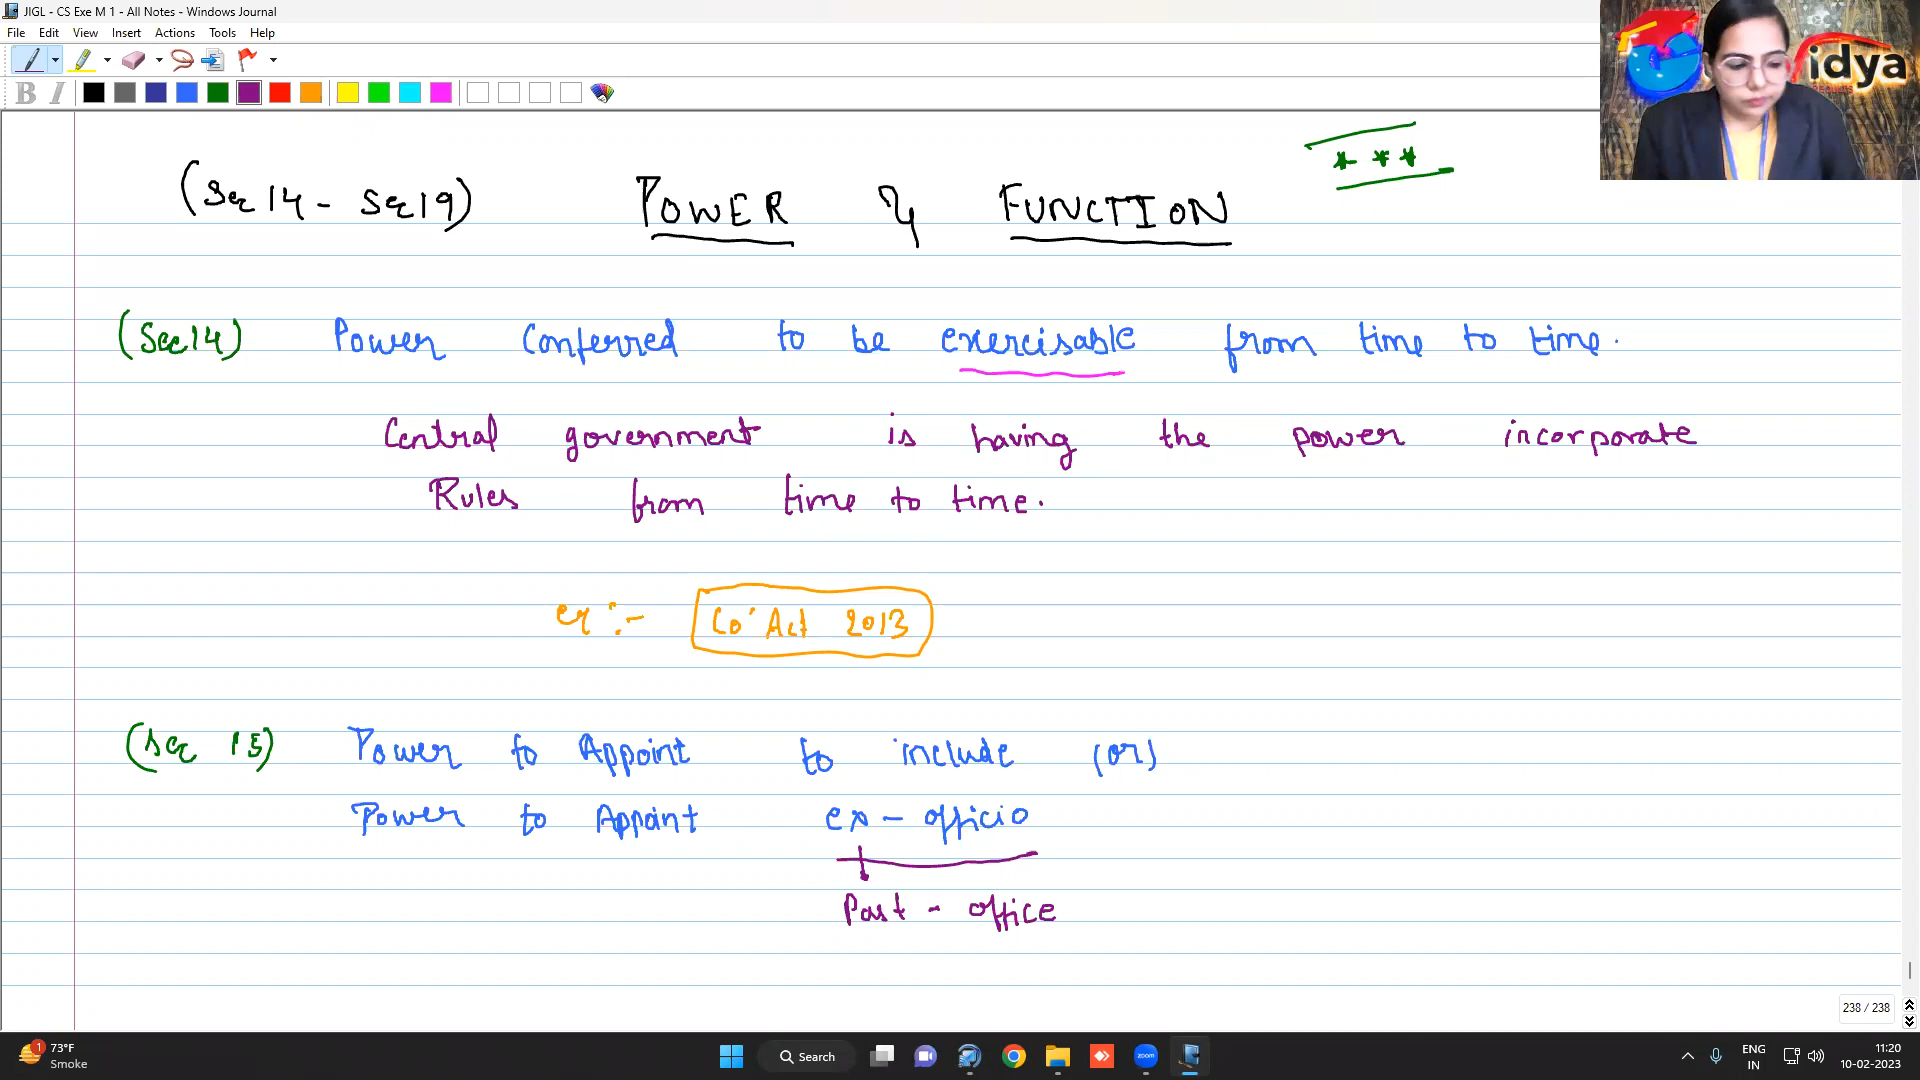 JIGL - CS Exe M 1 - All Notes - Windows Journal
File Edit View Insert Actions Tools Help
B I
idya
(Sec 14 - Sec 19) POWER & FUNCTION ***
(Sec 14) Power Conferred to be exercisable from time to time.
Central government is having the power incorporate
Rules from time to time.
ex :- Co' Act 2013
(Sec 15) Power to Appoint to include (or)
Power to Appoint ex - officio
Past - office
238 / 238
1
73°F
Smoke
Search
zoom
ENG
IN
11:20
10-02-2023